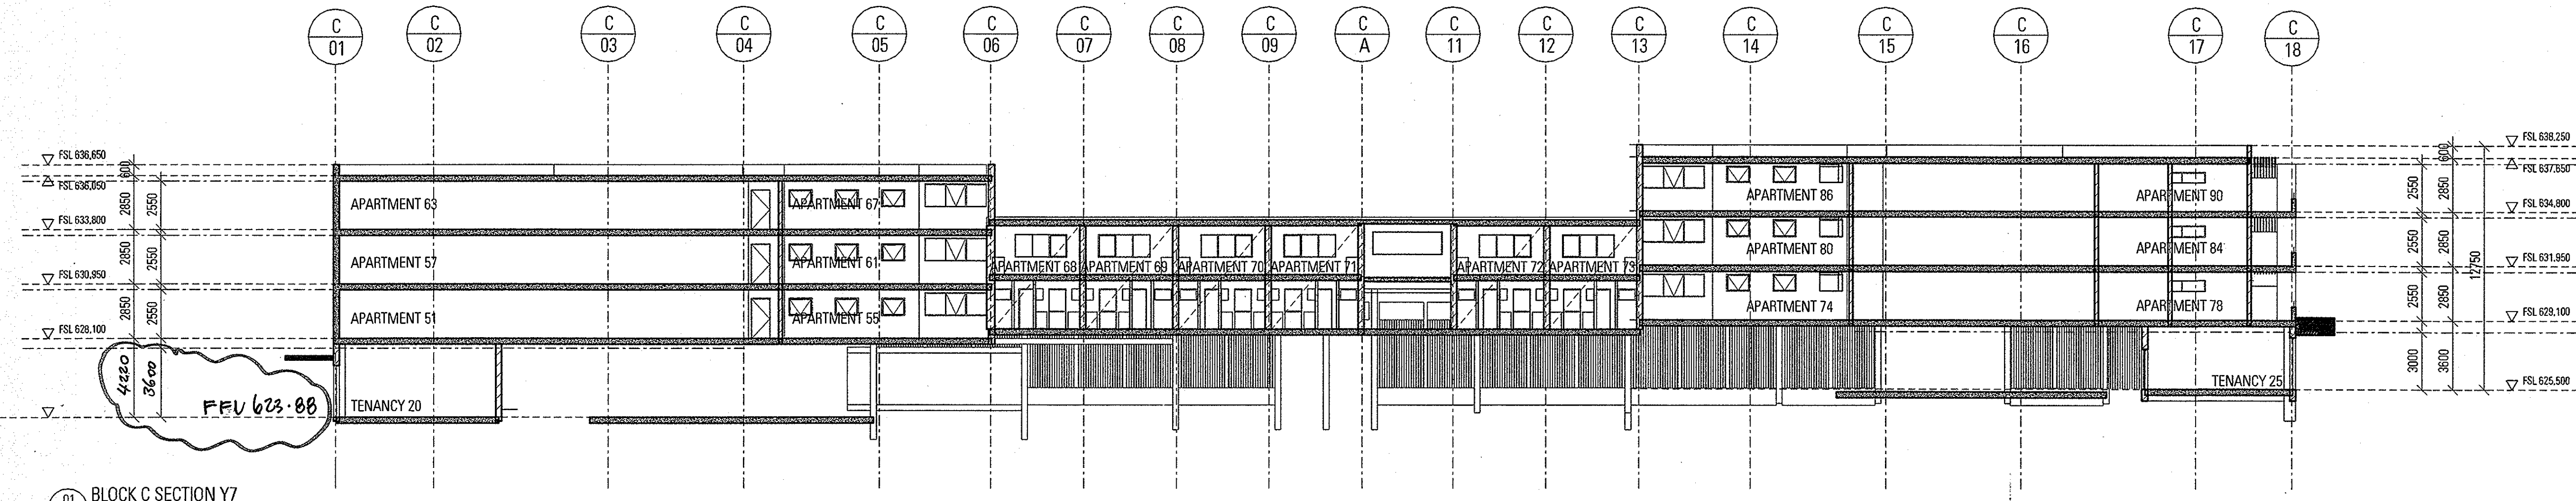 C 01
C 02
C 03
C 04
C 05
C 06
C 07
C 08
C 09
C A
C 11
C 12
C 13
C 14
C 15
C 16
C 17
C 18
FSL 636,650
600
FSL 636,050
2850
2550
FSL 633,800
2850
2550
FSL 630,950
2850
2550
FSL 628,100
4220
3600
FFL 623.88
APARTMENT 63
APARTMENT 67
APARTMENT 57
APARTMENT 61
APARTMENT 51
APARTMENT 55
TENANCY 20
APARTMENT 68
APARTMENT 69
APARTMENT 70
APARTMENT 71
APARTMENT 72
APARTMENT 73
APARTMENT 86
APARTMENT 90
APARTMENT 80
APARTMENT 84
APARTMENT 74
APARTMENT 78
TENANCY 25
FSL 638,250
600
FSL 637,650
2550
2850
FSL 634,800
2550
2850
FSL 631,950
12750
2550
2850
FSL 629,100
3000
3600
FSL 625,500
01 BLOCK C SECTION Y7